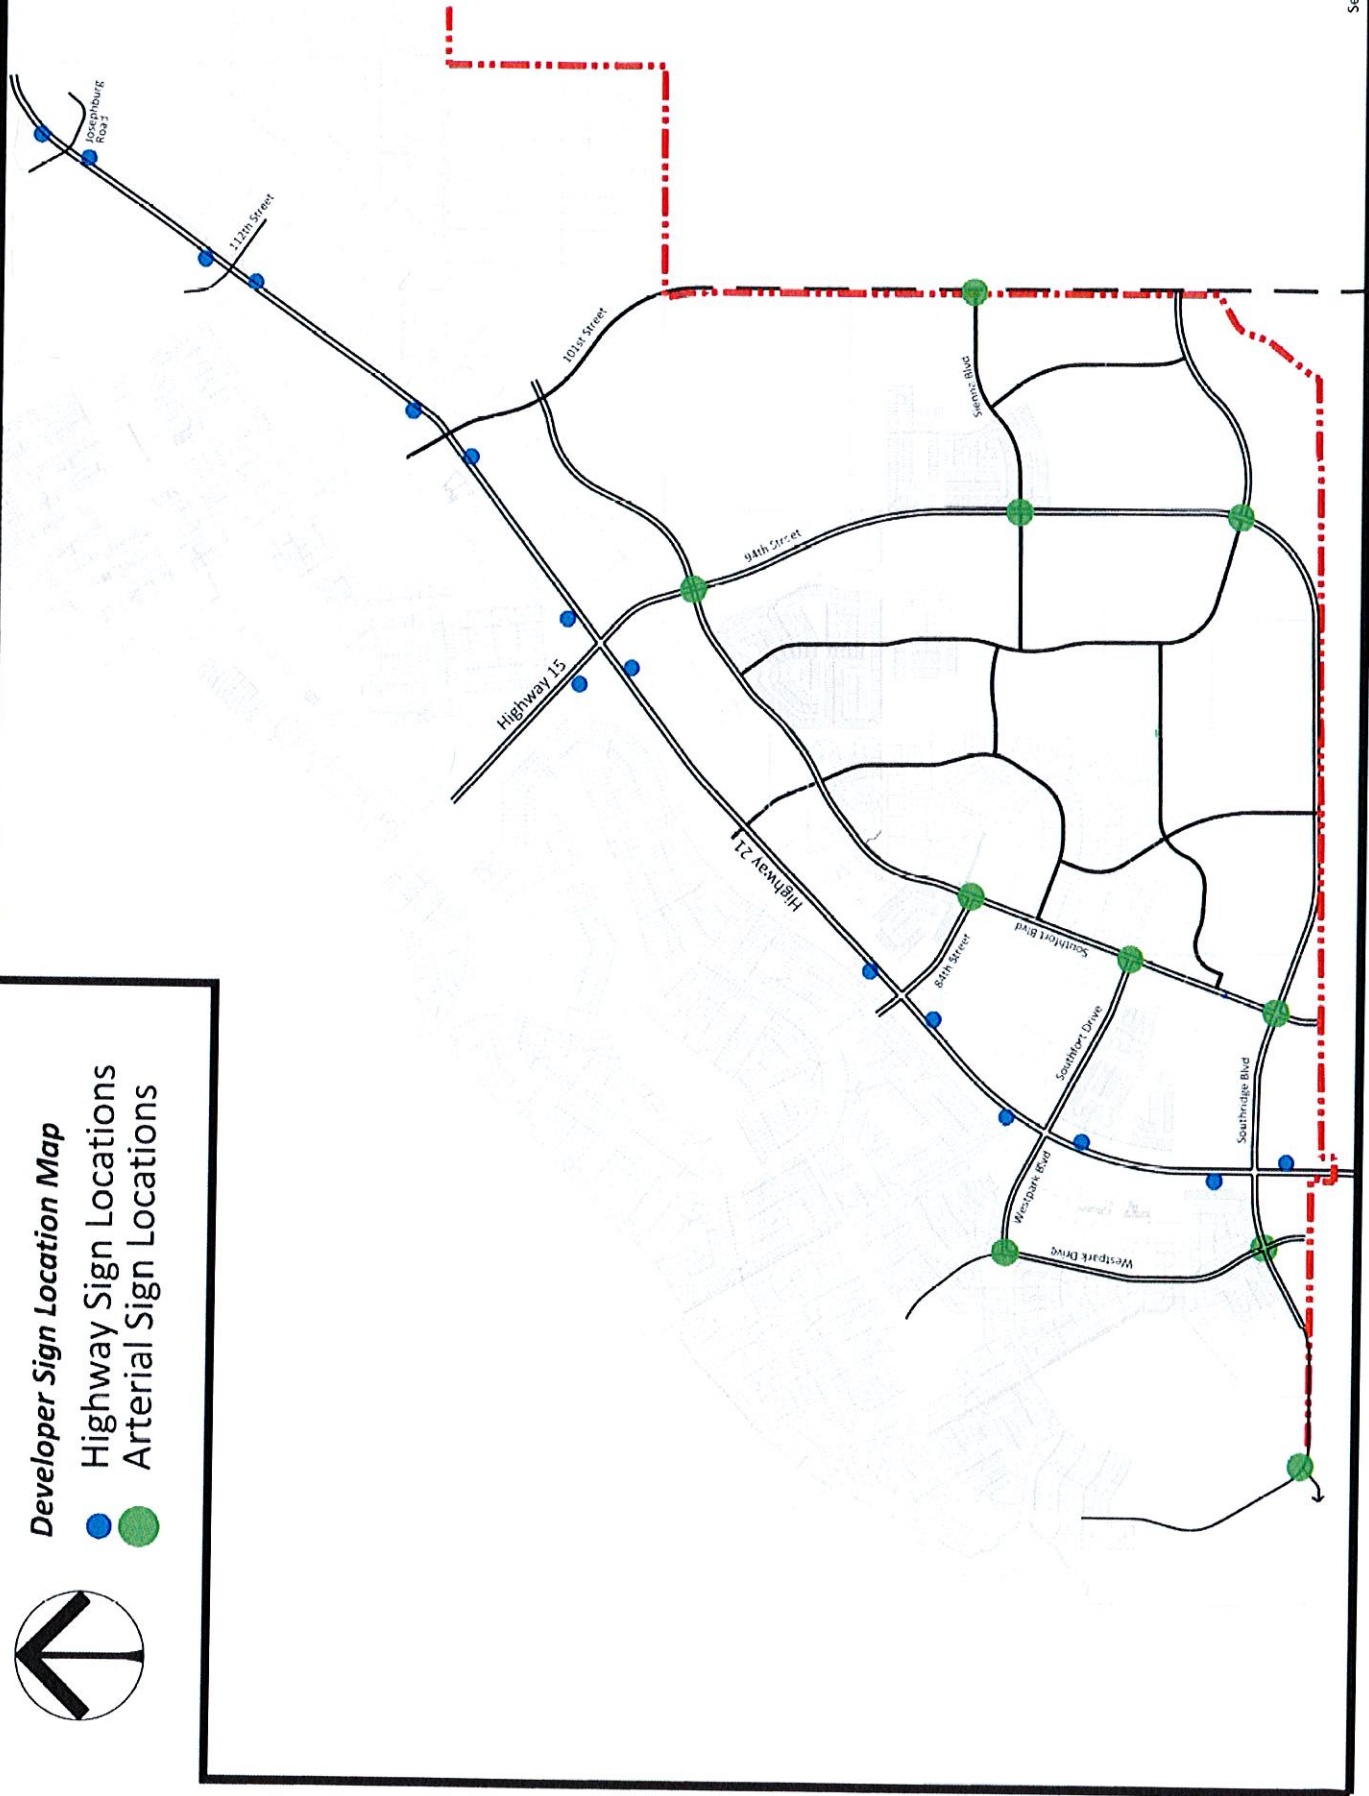 Developer Sign Location Map
Highway Sign Locations
Arterial Sign Locations
Josephburg
Road
112th Street
101st Street
Sienna Blvd
94th Street
Highway 15
Highway 21
84th Street
Southfort Blvd
Southfort Drive
Westpark Blvd
Westpark Drive
Southridge Blvd
Se